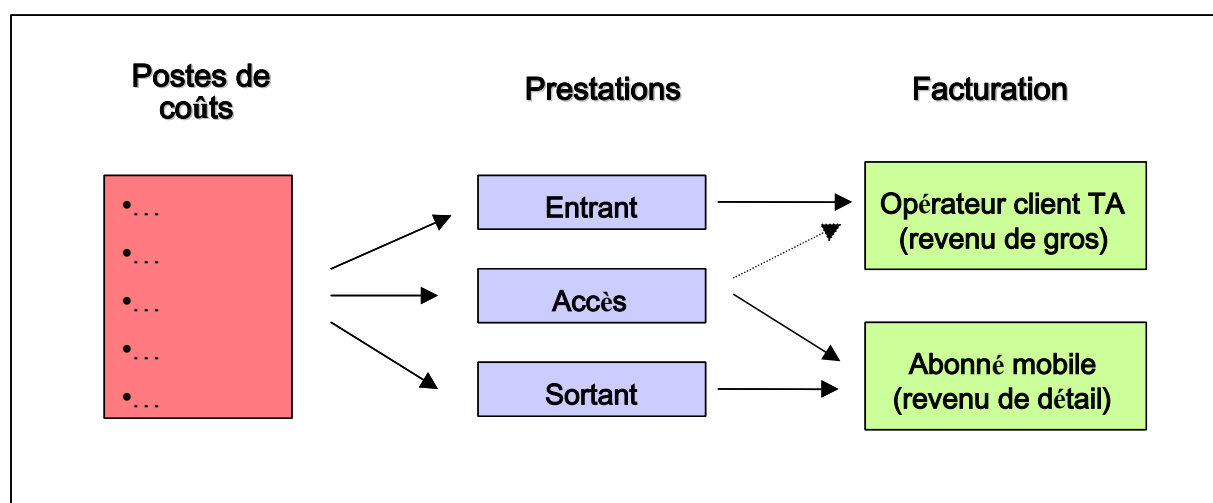 Postes de
coûts
Prestations
Facturation
•...
•...
•...
•...
•...
Entrant
Accès
Sortant
Opérateur client TA
(revenu de gros)
Abonné mobile
(revenu de détail)